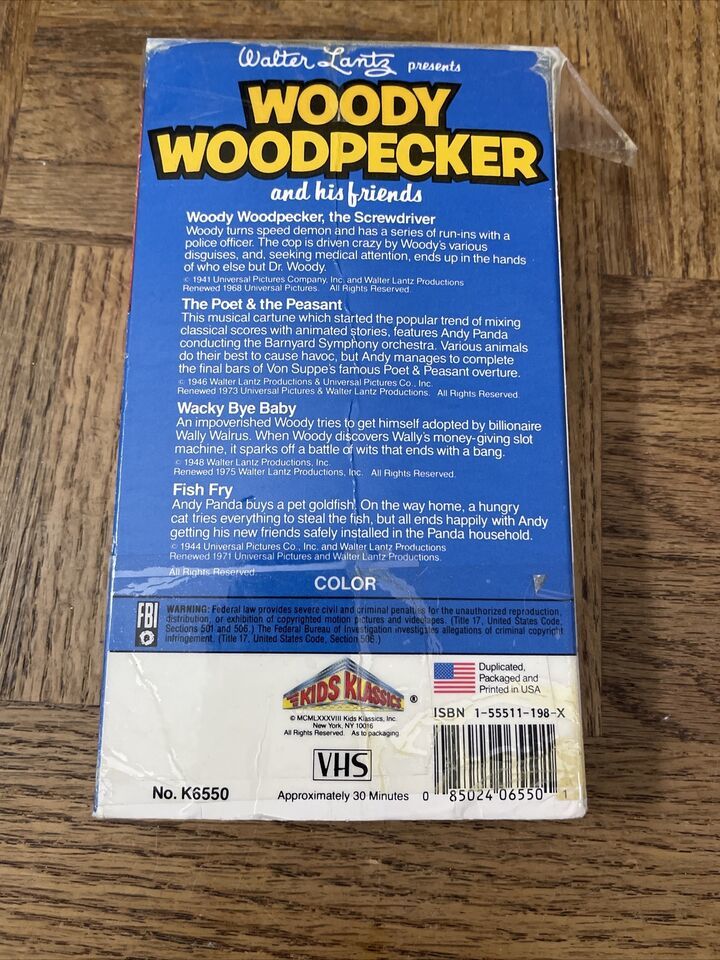 Walter Lantz presents
WOODY
WOODPECKER
and his friends
Woody Woodpecker, the Screwdriver
Woody turns speed demon and has a series of run-ins with a
police officer. The cop is driven crazy by Woody's various
disguises, and, seeking medical attention, ends up in the hands
of who else but Dr. Woody.
© 1941 Universal Pictures Company, Inc. and Walter Lantz Productions
Renewed 1968 Universal Pictures. All Rights Reserved.
The Poet & the Peasant
This musical cartune which started the popular trend of mixing
classical scores with animated stories, features Andy Panda
conducting the Barnyard Symphony orchestra. Various animals
do their best to cause havoc, but Andy manages to complete
the final bars of Von Suppe's famous Poet & Peasant overture.
© 1946 Walter Lantz Productions & Universal Pictures Co., Inc.
Renewed 1973 Universal Pictures & Walter Lantz Productions. All Rights Reserved.
Wacky Bye Baby
An impoverished Woody tries to get himself adopted by billionaire
Wally Walrus. When Woody discovers Wally's money-giving slot
machine, it sparks off a battle of wits that ends with a bang.
© 1948 Walter Lantz Productions, Inc.
Renewed 1975 Walter Lantz Productions, Inc. All Rights Reserved.
Fish Fry
Andy Panda buys a pet goldfish. On the way home, a hungry
cat tries everything to steal the fish, but all ends happily with Andy
getting his new friends safely installed in the Panda household.
© 1944 Universal Pictures Co., Inc. and Walter Lantz Productions
Renewed 1971 Universal Pictures and Walter Lantz Productions.
All Rights Reserved.
COLOR
FBI
WARNING: Federal law provides severe civil and criminal penalties for the unauthorized reproduction,
distribution, or exhibition of copyrighted motion pictures and videotapes. (Title 17, United States Code,
Sections 501 and 506.) The Federal Bureau of Investigation investigates allegations of criminal copyright
infringement. (Title 17, United States Code, Section 506.)
KIDS KLASSICS ®
© MCMLXXXVIII Kids Klassics, Inc.
New York, NY 10016
All Rights Reserved. As to packaging
Duplicated,
Packaged and
Printed in USA
ISBN 1-55511-198-X
VHS
No. K6550
Approximately 30 Minutes
0 85024 06550 1